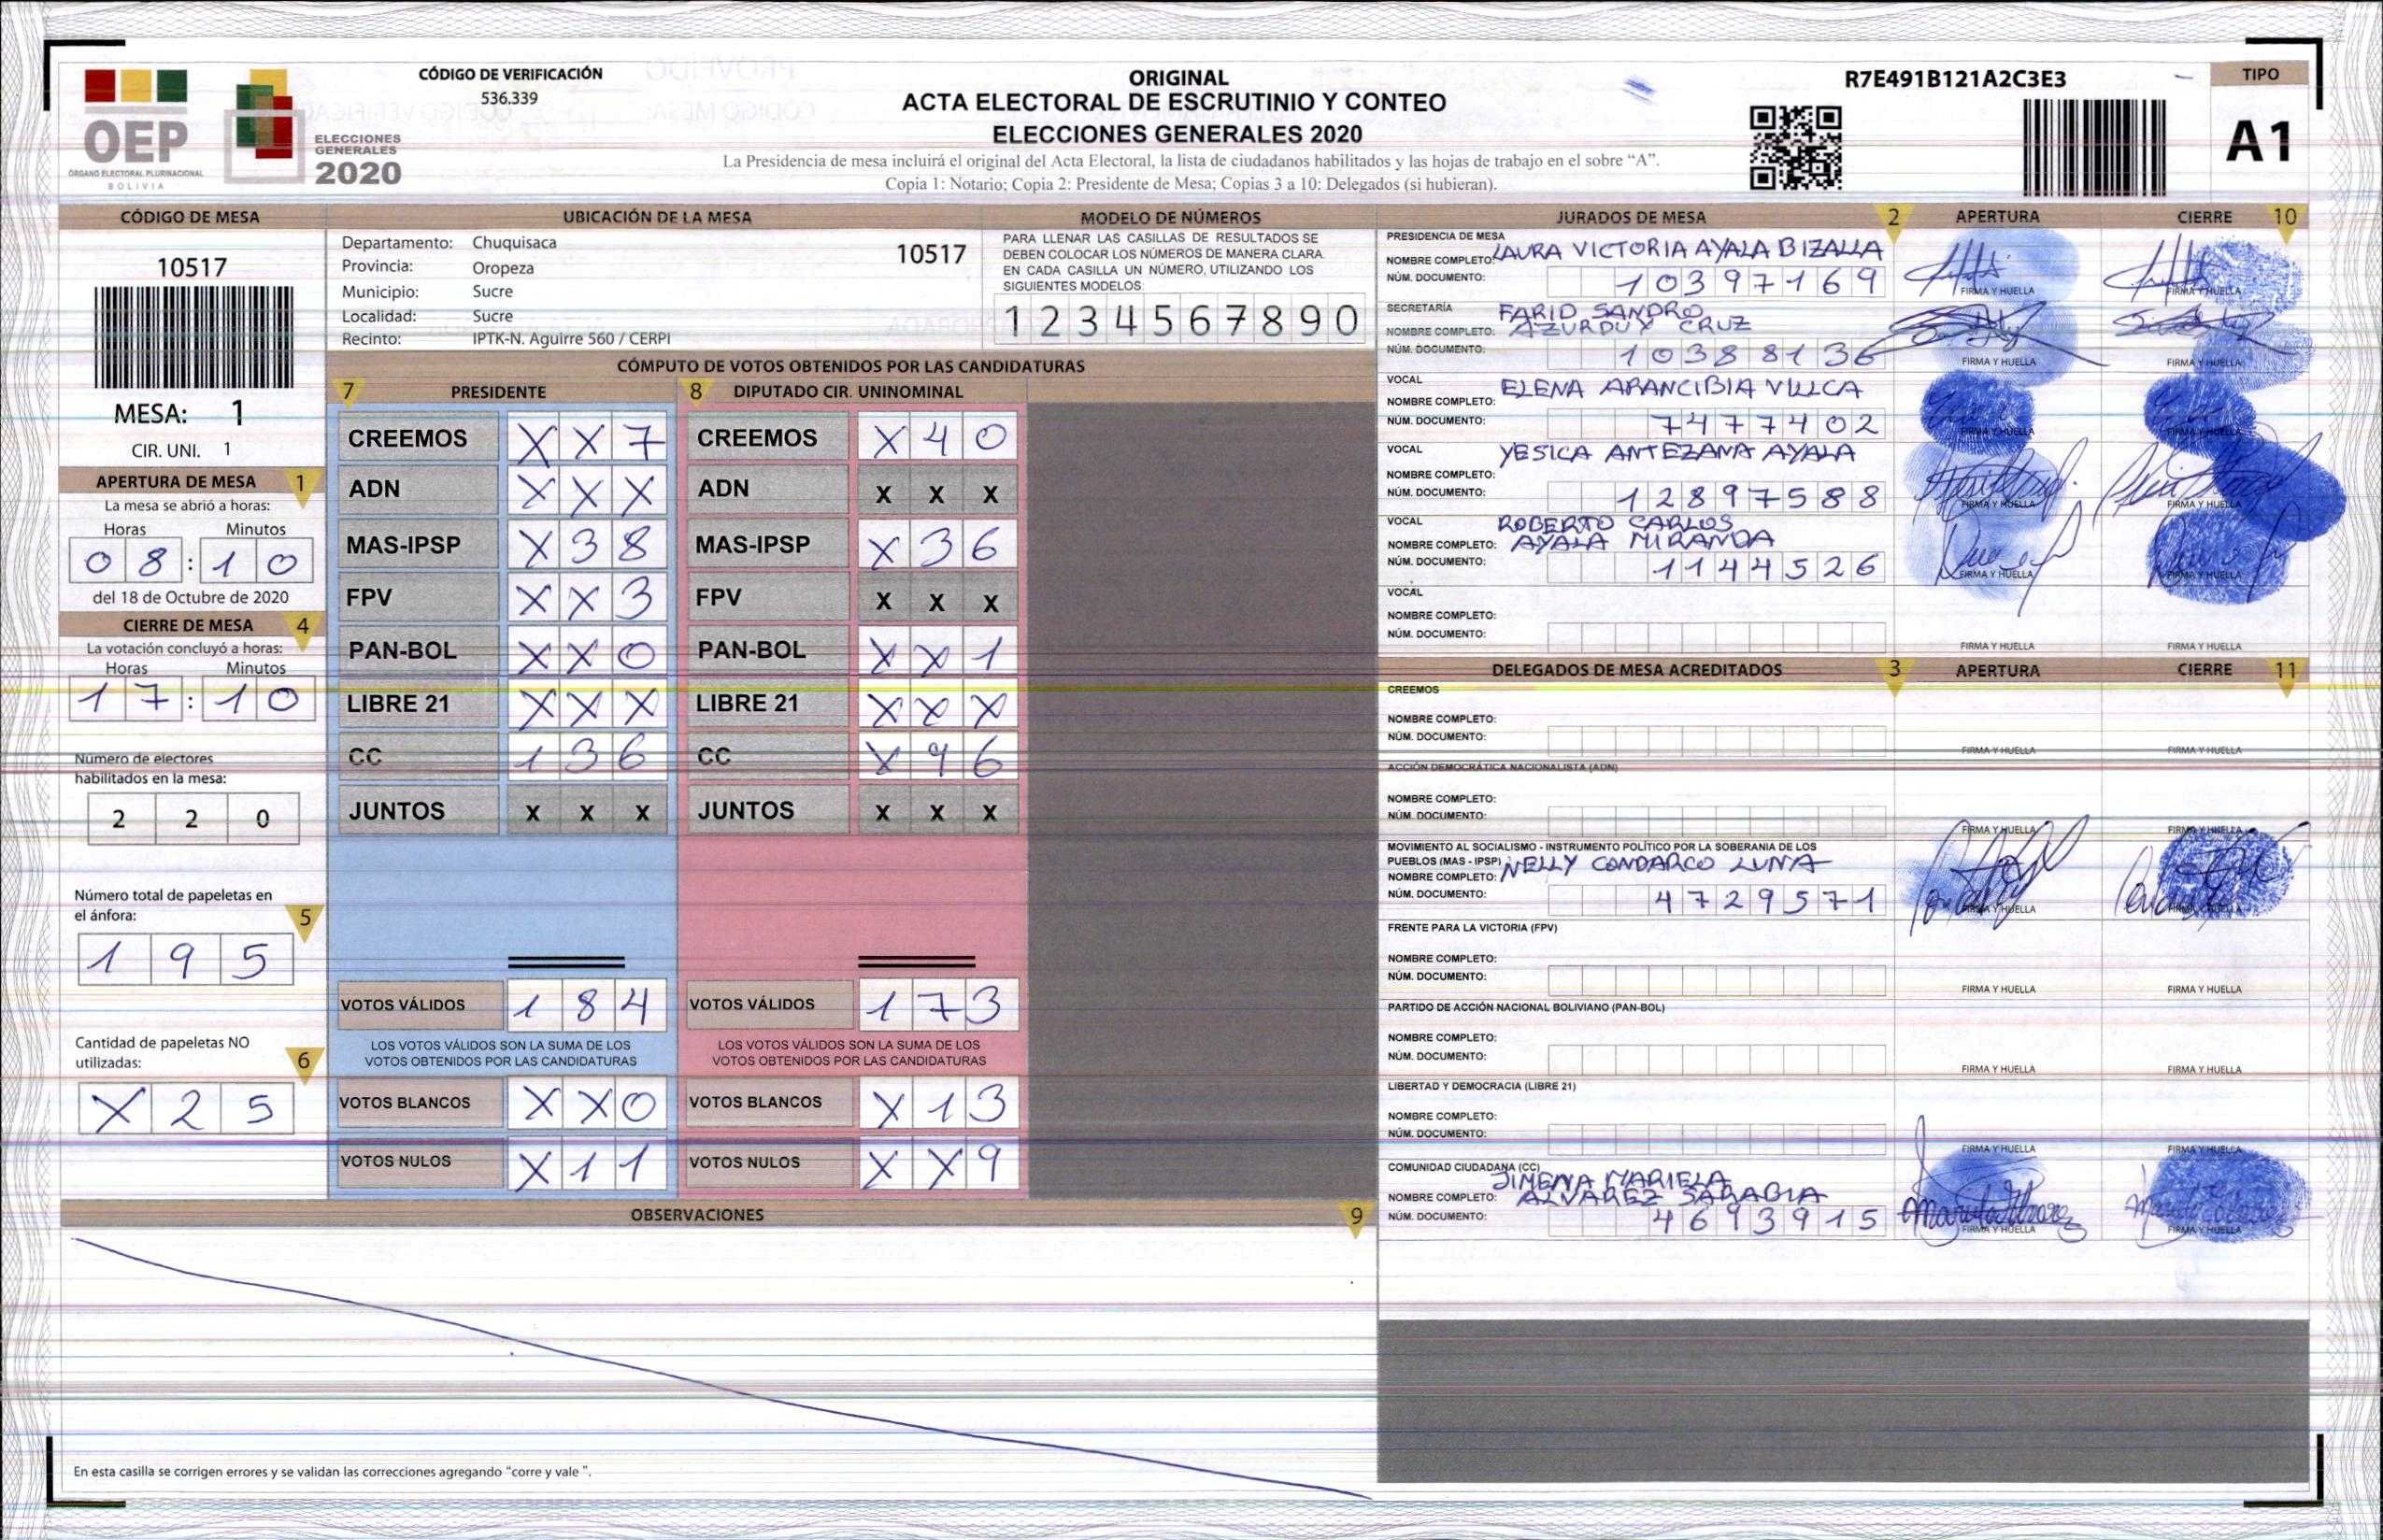 CÓDIGO DE VERIFICACIÓN
536.339
OEP
ÓRGANO ELECTORAL PLURINACIONAL
BOLIVIA
ELECCIONES
GENERALES
2020
ORIGINAL
ACTA ELECTORAL DE ESCRUTINIO Y CONTEO
ELECCIONES GENERALES 2020
La Presidencia de mesa incluirá el original del Acta Electoral, la lista de ciudadanos habilitados y las hojas de trabajo en el sobre “A”.
Copia 1: Notario; Copia 2: Presidente de Mesa; Copias 3 a 10: Delegados (si hubieran).
R7E491B121A2C3E3
TIPO
A1
CÓDIGO DE MESA
10517
MESA: 1
CIR. UNI. 1
APERTURA DE MESA 1
La mesa se abrió a horas:
Horas Minutos
08:10
del 18 de Octubre de 2020
CIERRE DE MESA 4
La votación concluyó a horas:
Horas Minutos
17:10
Número de electores
habilitados en la mesa:
2 2 0
Número total de papeletas en
el ánfora: 5
1 9 5
Cantidad de papeletas NO
utilizadas: 6
X 2 5
UBICACIÓN DE LA MESA
Departamento: Chuquisaca 10517
Provincia: Oropeza
Municipio: Sucre
Localidad: Sucre
Recinto: IPTK-N. Aguirre 560 / CERPI
MODELO DE NÚMEROS
PARA LLENAR LAS CASILLAS DE RESULTADOS SE
DEBEN COLOCAR LOS NÚMEROS DE MANERA CLARA.
EN CADA CASILLA UN NÚMERO, UTILIZANDO LOS
SIGUIENTES MODELOS:
1 2 3 4 5 6 7 8 9 0
CÓMPUTO DE VOTOS OBTENIDOS POR LAS CANDIDATURAS
7 PRESIDENTE
CREEMOS X X 7
ADN X X X
MAS-IPSP X 3 8
FPV X X 3
PAN-BOL X X 0
LIBRE 21 X X X
CC 1 3 6
JUNTOS X X X
VOTOS VÁLIDOS 1 8 4
LOS VOTOS VÁLIDOS SON LA SUMA DE LOS
VOTOS OBTENIDOS POR LAS CANDIDATURAS
VOTOS BLANCOS X X 0
VOTOS NULOS X 1 1
8 DIPUTADO CIR. UNINOMINAL
CREEMOS X 4 0
ADN X X X
MAS-IPSP X 3 6
FPV X X X
PAN-BOL X X 1
LIBRE 21 X X X
CC X 9 6
JUNTOS X X X
VOTOS VÁLIDOS 1 7 3
LOS VOTOS VÁLIDOS SON LA SUMA DE LOS
VOTOS OBTENIDOS POR LAS CANDIDATURAS
VOTOS BLANCOS X 1 3
VOTOS NULOS X X 9
OBSERVACIONES 9
En esta casilla se corrigen errores y se validan las correcciones agregando “corre y vale ”.
JURADOS DE MESA 2 APERTURA CIERRE 10
PRESIDENCIA DE MESA
NOMBRE COMPLETO: LAURA VICTORIA AYALA BIZALLA
NÚM. DOCUMENTO: 10397169
FIRMA Y HUELLA FIRMA Y HUELLA
SECRETARÍA
FARID SANDRO
NOMBRE COMPLETO: AZURDUY CRUZ
NÚM. DOCUMENTO: 10388136
FIRMA Y HUELLA FIRMA Y HUELLA
VOCAL
NOMBRE COMPLETO: ELENA ARANCIBIA VILLCA
NÚM. DOCUMENTO: 7477402
FIRMA Y HUELLA FIRMA Y HUELLA
VOCAL
NOMBRE COMPLETO: YESICA ANTEZANA AYALA
NÚM. DOCUMENTO: 12897588
FIRMA Y HUELLA FIRMA Y HUELLA
VOCAL
ROBERTO CARLOS
NOMBRE COMPLETO: AYALA MIRANDA
NÚM. DOCUMENTO: 1144526
FIRMA Y HUELLA FIRMA Y HUELLA
VOCAL
NOMBRE COMPLETO:
NÚM. DOCUMENTO:
FIRMA Y HUELLA FIRMA Y HUELLA
DELEGADOS DE MESA ACREDITADOS 3 APERTURA CIERRE 11
CREEMOS
NOMBRE COMPLETO:
NÚM. DOCUMENTO:
FIRMA Y HUELLA FIRMA Y HUELLA
ACCIÓN DEMOCRÁTICA NACIONALISTA (ADN)
NOMBRE COMPLETO:
NÚM. DOCUMENTO:
FIRMA Y HUELLA FIRMA Y HUELLA
MOVIMIENTO AL SOCIALISMO - INSTRUMENTO POLÍTICO POR LA SOBERANIA DE LOS
PUEBLOS (MAS - IPSP)
NOMBRE COMPLETO: NELLY CONDARCO LUNA
NÚM. DOCUMENTO: 4729571
FIRMA Y HUELLA FIRMA Y HUELLA
FRENTE PARA LA VICTORIA (FPV)
NOMBRE COMPLETO:
NÚM. DOCUMENTO:
FIRMA Y HUELLA FIRMA Y HUELLA
PARTIDO DE ACCIÓN NACIONAL BOLIVIANO (PAN-BOL)
NOMBRE COMPLETO:
NÚM. DOCUMENTO:
FIRMA Y HUELLA FIRMA Y HUELLA
LIBERTAD Y DEMOCRACIA (LIBRE 21)
NOMBRE COMPLETO:
NÚM. DOCUMENTO:
FIRMA Y HUELLA FIRMA Y HUELLA
COMUNIDAD CIUDADANA (CC)
JIMENA MARIELA
NOMBRE COMPLETO: ALVAREZ SARABIA
NÚM. DOCUMENTO: 4693915
FIRMA Y HUELLA FIRMA Y HUELLA